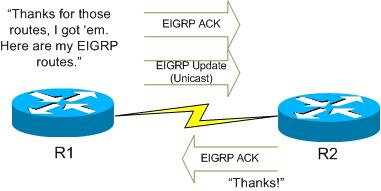 “Thanks for those
routes, I got ‘em.
Here are my EIGRP
routes.”
EIGRP ACK
EIGRP Update
(Unicast)
R1
R2
EIGRP ACK
“Thanks!”